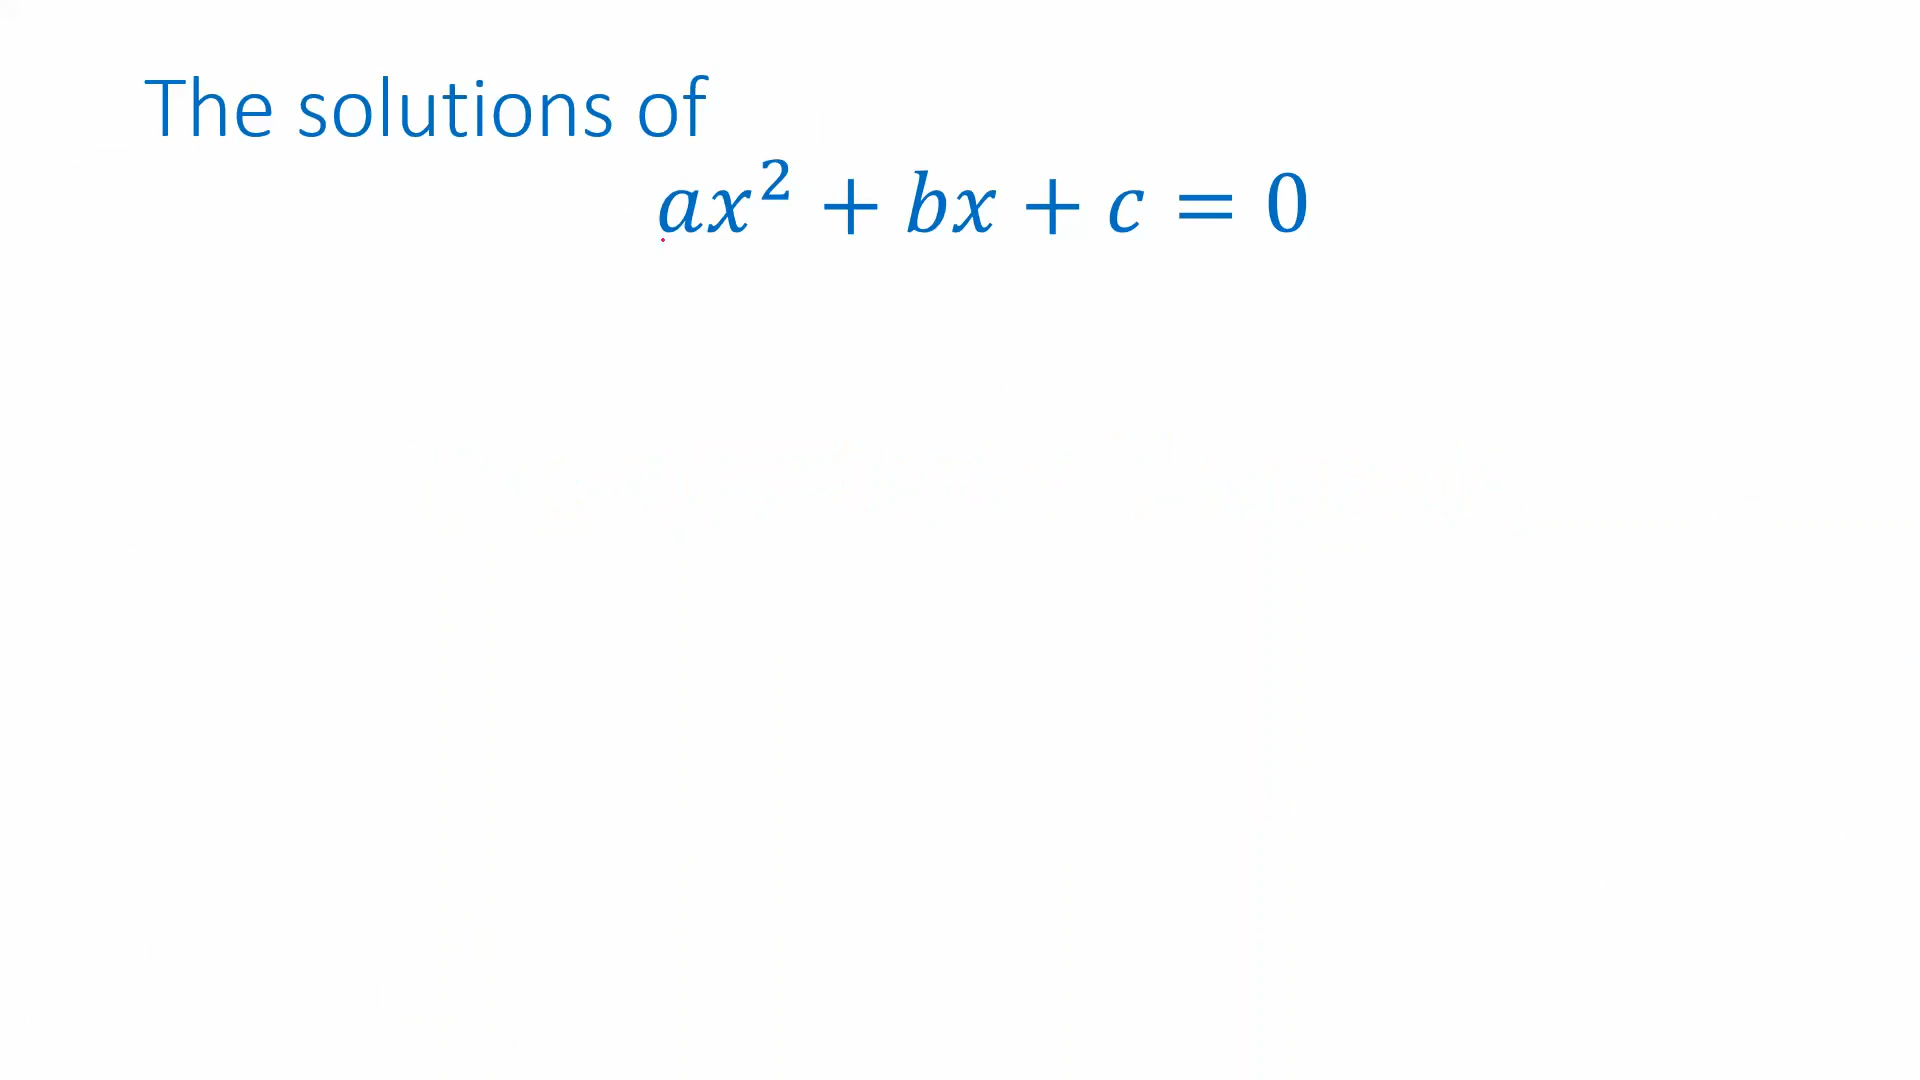 The solutions of
ax² + bx + c = 0